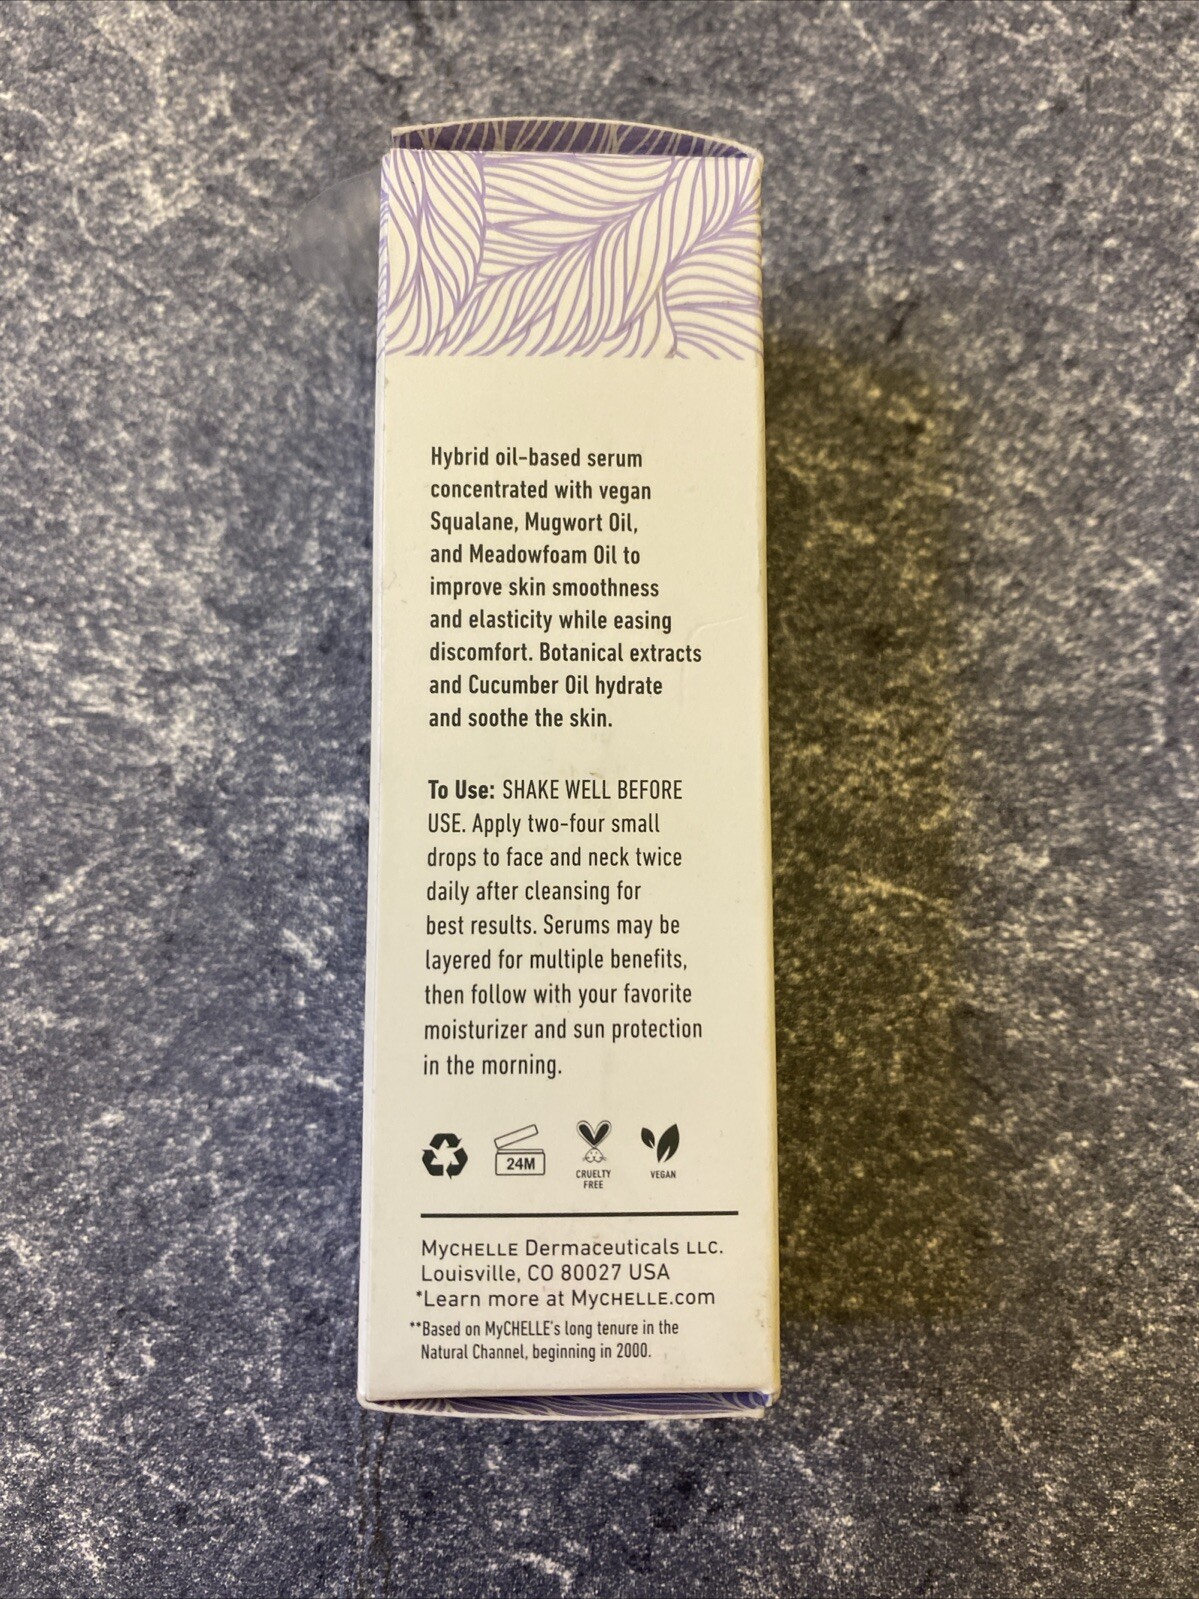 Hybrid oil-based serum
concentrated with vegan
Squalane, Mugwort Oil,
and Meadowfoam Oil to
improve skin smoothness
and elasticity while easing
discomfort. Botanical extracts
and Cucumber Oil hydrate
and soothe the skin.
To Use: SHAKE WELL BEFORE
USE. Apply two-four small
drops to face and neck twice
daily after cleansing for
best results. Serums may be
layered for multiple benefits,
then follow with your favorite
moisturizer and sun protection
in the morning.
24M
CRUELTY
FREE
VEGAN
MyCHELLE Dermaceuticals LLC.
Louisville, CO 80027 USA
*Learn more at MyCHELLE.com
**Based on MyCHELLE's long tenure in the
Natural Channel, beginning in 2000.